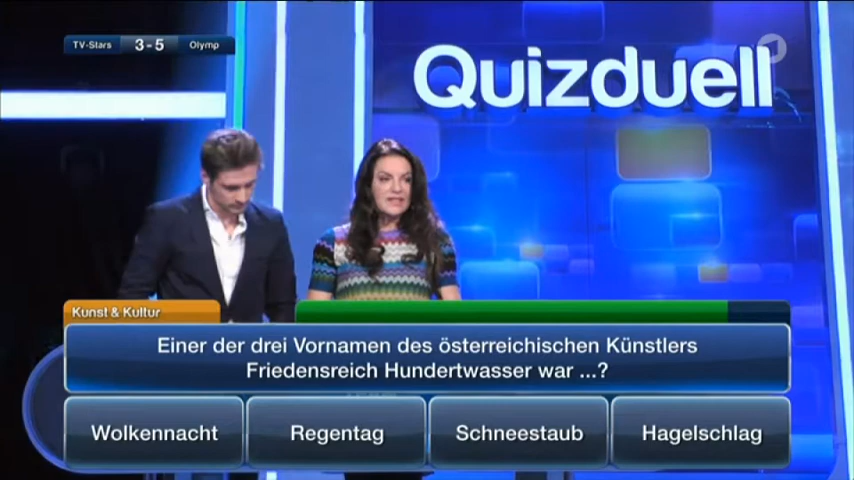 TV-Stars 3-5 Olymp
Quizduell
Kunst & Kultur
Einer der drei Vornamen des österreichischen Künstlers
Friedensreich Hundertwasser war ...?
Wolkennacht
Regentag
Schneestaub
Hagelschlag